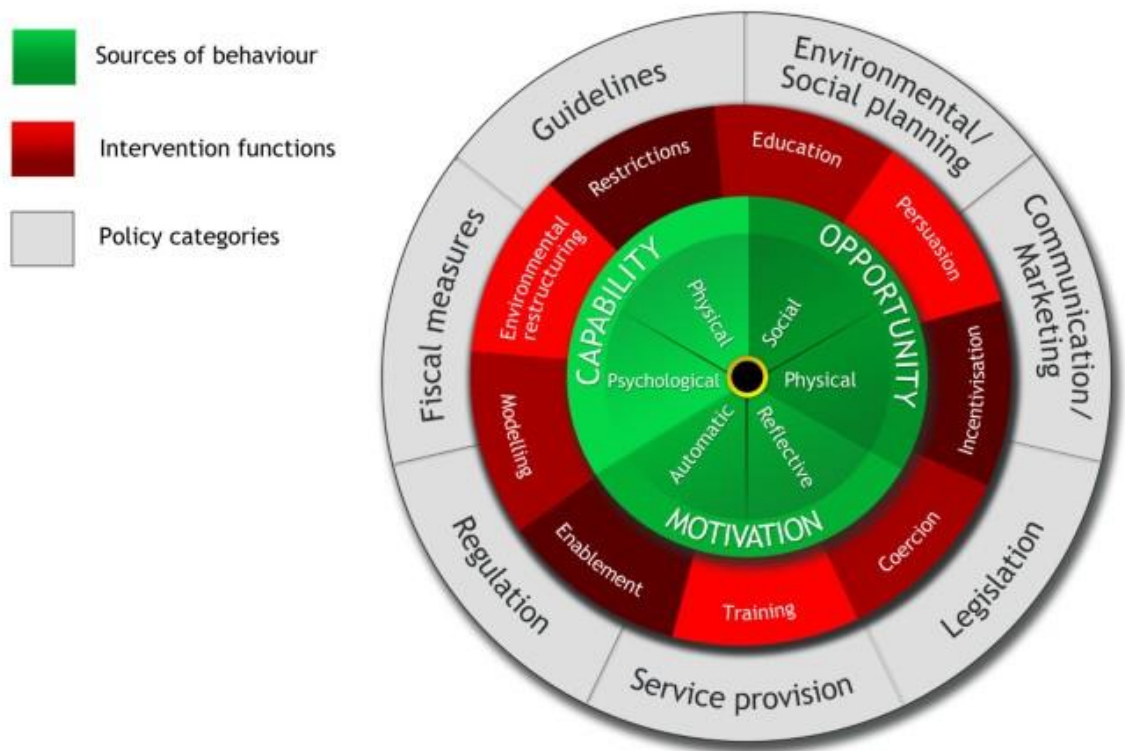 Sources of behaviour
Intervention functions
Policy categories
Guidelines
Environmental/
Social planning
Communication/
Marketing
Legislation
Service provision
Regulation
Fiscal measures
Restrictions
Education
Persuasion
Incentivisation
Coercion
Training
Enablement
Modelling
Environmental
restructuring
CAPABILITY
OPPORTUNITY
MOTIVATION
Physical
Social
Psychological
Physical
Automatic
Reflective